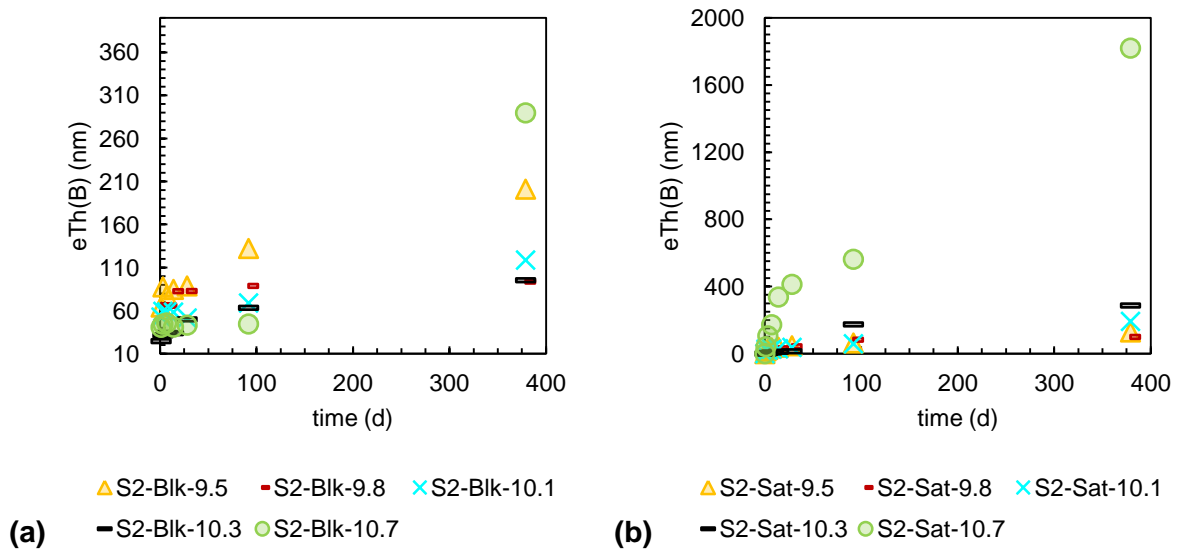 eTh(B) (nm)
360
310
260
210
160
110
60
10
0
100
200
300
400
time (d)
S2-Blk-9.5
S2-Blk-9.8
S2-Blk-10.1
S2-Blk-10.3
S2-Blk-10.7
(a)
eTh(B) (nm)
2000
1600
1200
800
400
0
0
100
200
300
400
time (d)
S2-Sat-9.5
S2-Sat-9.8
S2-Sat-10.1
S2-Sat-10.3
S2-Sat-10.7
(b)